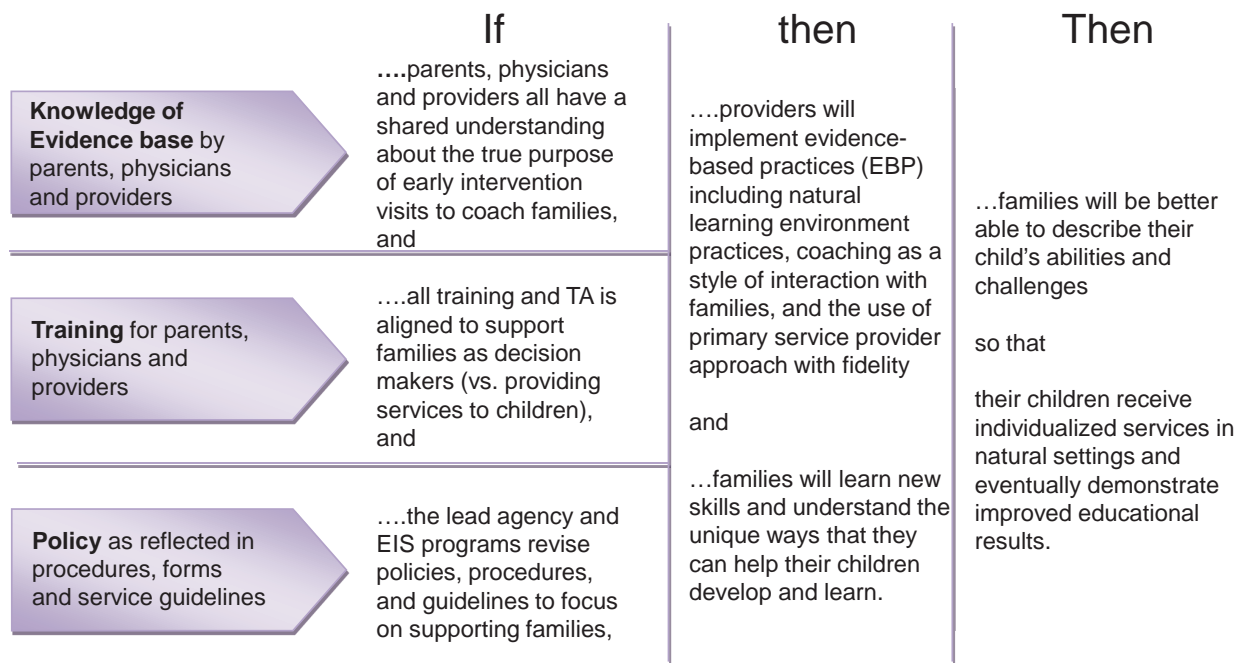 If
then
Then
Knowledge of
Evidence base by
parents, physicians
and providers
….parents, physicians
and providers all have a
shared understanding
about the true purpose
of early intervention
visits to coach families,
and
Training for parents,
physicians and
providers
….all training and TA is
aligned to support
families as decision
makers (vs. providing
services to children),
and
Policy as reflected in
procedures, forms
and service guidelines
….the lead agency and
EIS programs revise
policies, procedures,
and guidelines to focus
on supporting families,
….providers will
implement evidence-
based practices (EBP)
including natural
learning environment
practices, coaching as a
style of interaction with
families, and the use of
primary service provider
approach with fidelity
and
…families will learn new
skills and understand the
unique ways that they
can help their children
develop and learn.
…families will be better
able to describe their
child’s abilities and
challenges
so that
their children receive
individualized services in
natural settings and
eventually demonstrate
improved educational
results.